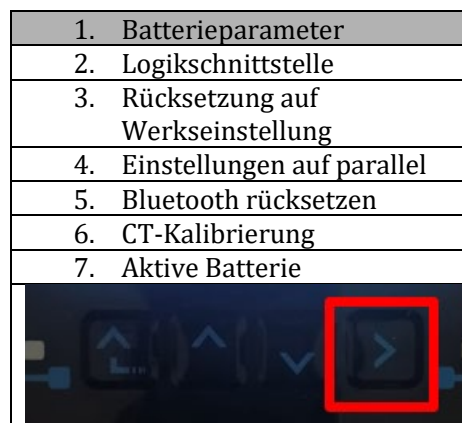 1. Batterieparameter
2. Logikschnittstelle
3. Rücksetzung auf
Werkseinstellung
4. Einstellungen auf parallel
5. Bluetooth rücksetzen
6. CT-Kalibrierung
7. Aktive Batterie